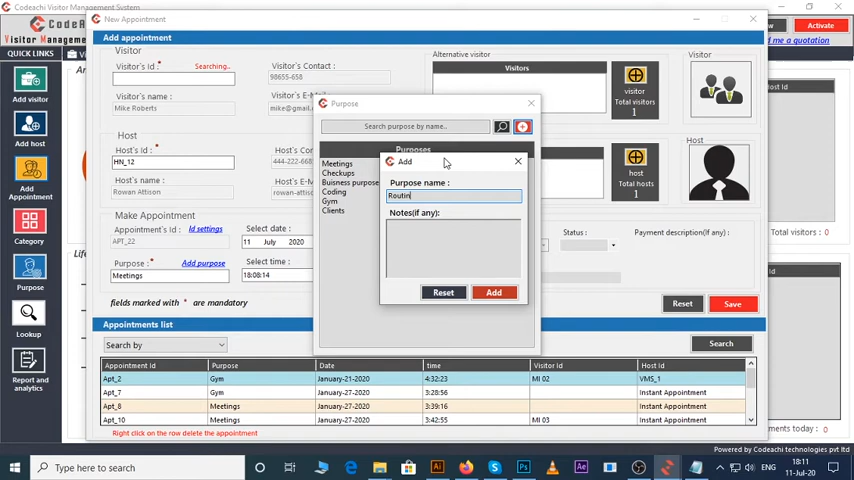 Codeachi Visitor Management
New Appointment
CodeAchi
Visitor Manage
Activate
me a quotation
QUICK LINKS
Add visitor
Add host
Add
Appointment
Category
Purpose
Lookup
Report and
analytics
Add appointment
Visitor
Visitor's Id :*
Searching..
Visitor's name :
Mike Roberts
Visitor's Contact :
98655-658
Visitor's E-Mail
mike@gmail.c
Alternative visitor
Visitors
visitor
Total visitors
1
Visitor
Host
Host's Id :*
HN_12
Host's name :
Rowan Attison
Host's Co
444-222-668
Host's E-M
rowan-attiso
host
Total hosts
1
Host
Make Appointment
Appointment's Id :
Id settings
APT_22
Purpose :*
Add purpose
Meetings
Select date :
11 July 2020
Select time :
18:08:14
Status :
Payment description(If any) :
fields marked with * are mandatory
Reset
Save
Purpose
Search purpose by name..
Purposes
Meetings
Checkups
Buisness purpose
Coding
Gym
Clients
Add
Purpose name :
Routin
Notes(if any):
Reset
Add
Appointments list
Search by
Search
Appointment Id Purpose Date time Visitor Id Host Id
Apt_2 Gym January-21-2020 4:32:23 MI 02 VMS_1
Apt_7 Gym January-27-2020 3:28:56 Instant Appointment
Apt_8 Meetings January-27-2020 3:39:16 Instant Appointment
Apt_10 Meetings January-27-2020 3:42:55 MI 03 Instant Appointment
Right click on the row delete the appointment
Host Id
Total visitors : 0
ments today : 0
Powered by Codeachi technologies pvt ltd
Type here to search
ENG
18:11
11-Jul-20